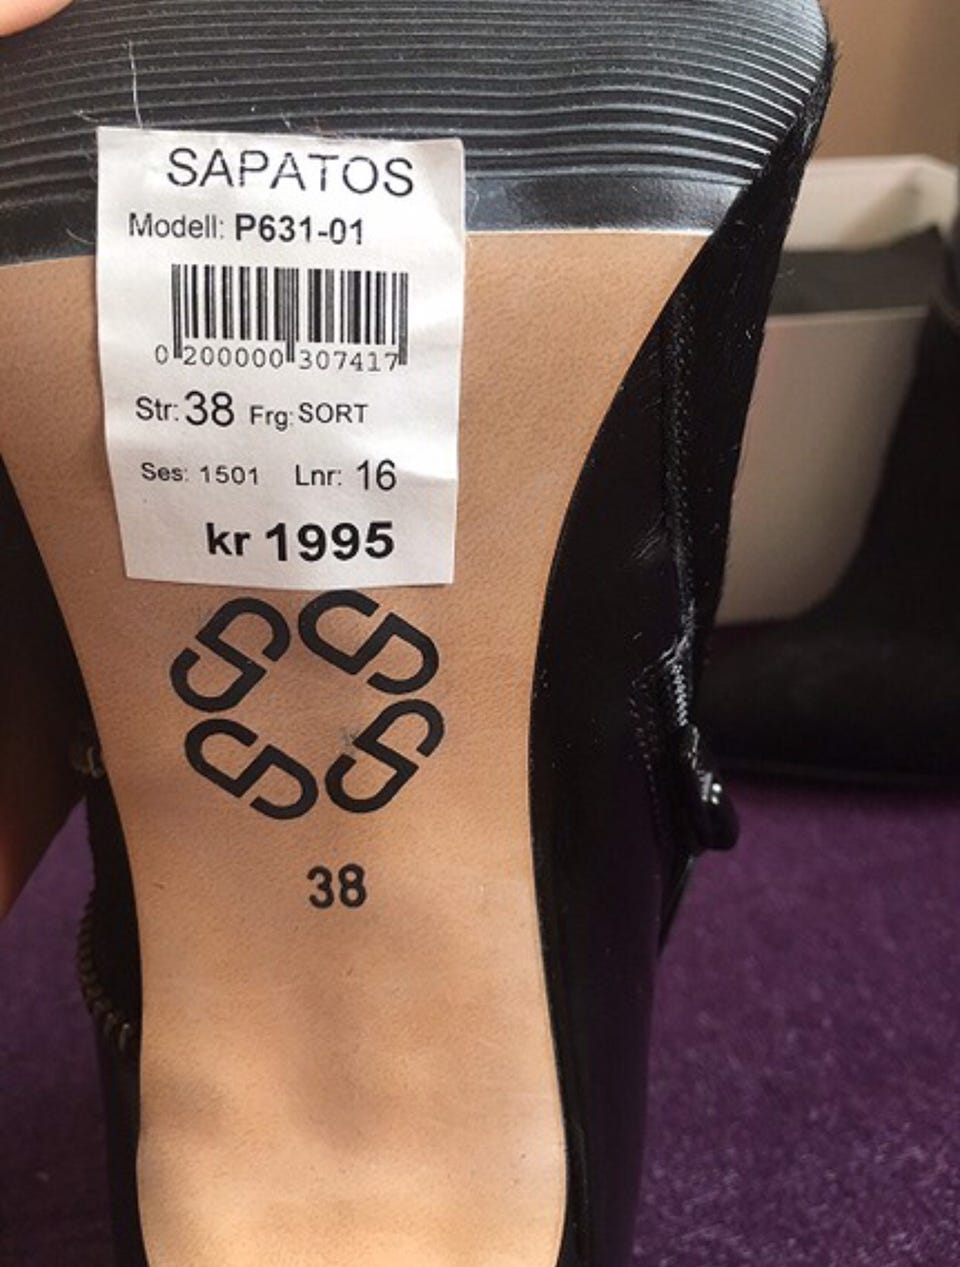 SAPATOS
Modell: P631-01
0 200000 307417
Str: 38 Frg: SORT
Ses: 1501 Lnr: 16
kr 1995
38